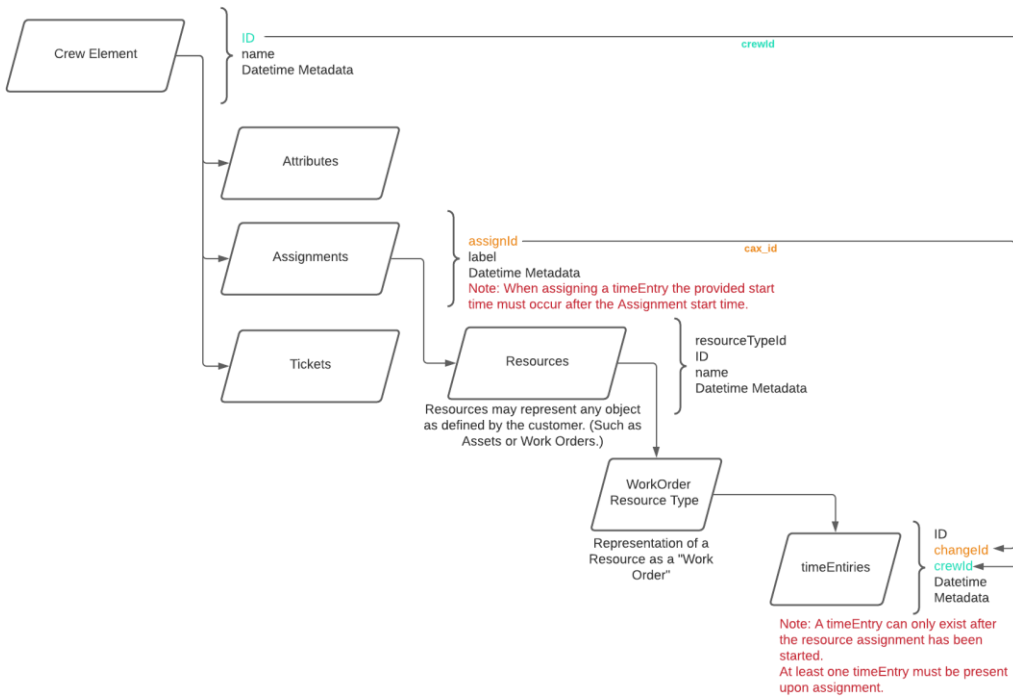 Crew Element
ID
name
Datetime Metadata
crewId
Attributes
Assignments
assignId
label
Datetime Metadata
Note: When assigning a timeEntry the provided start
time must occur after the Assignment start time.
cax_id
Tickets
Resources
resourceTypeId
ID
name
Datetime Metadata
Resources may represent any object
as defined by the customer. (Such as
Assets or Work Orders.)
WorkOrder
Resource Type
Representation of a
Resource as a "Work
Order"
timeEntiries
ID
changeId
crewId
Datetime
Metadata
Note: A timeEntry can only exist after
the resource assignment has been
started.
At least one timeEntry must be present
upon assignment.